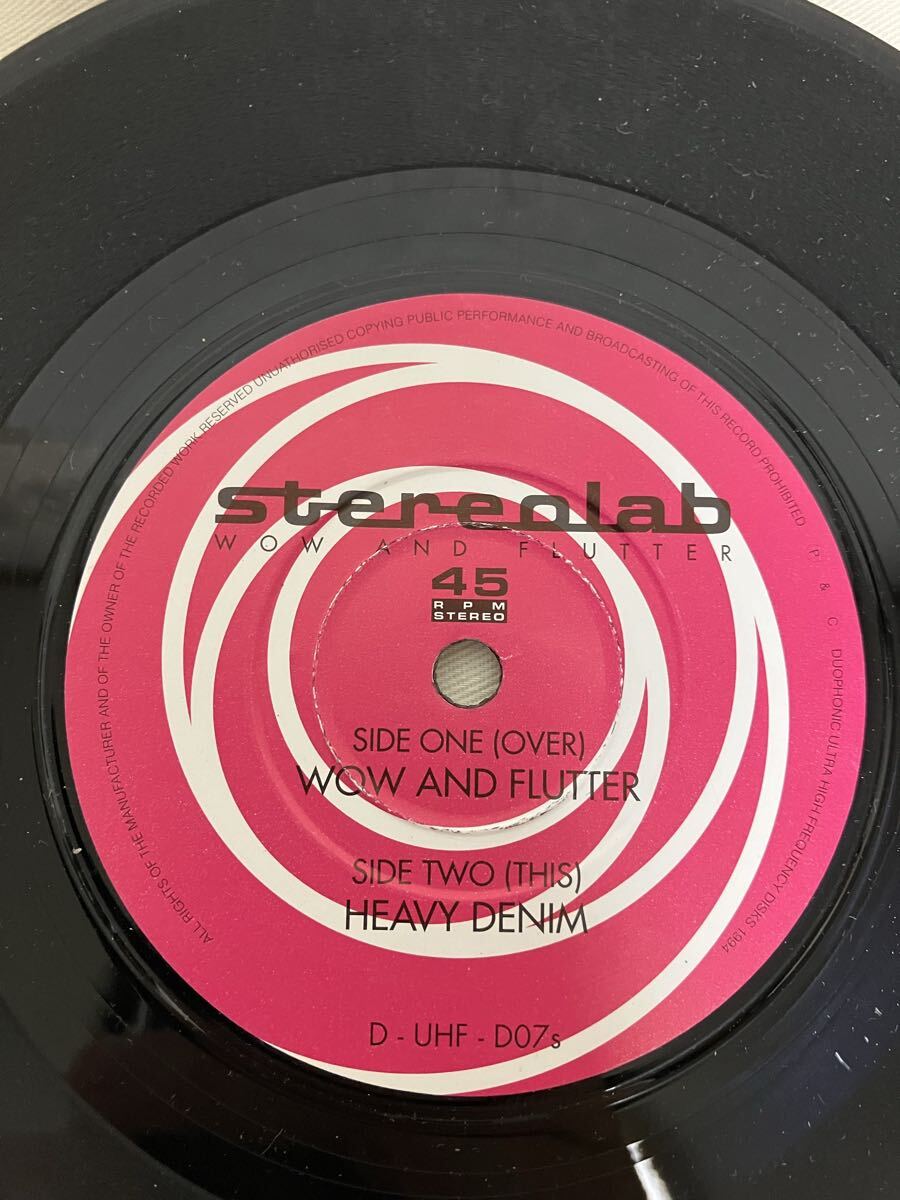 stereolab
WOW AND FLUTTER
45
RPM
STEREO
SIDE ONE (OVER)
WOW AND FLUTTER
SIDE TWO (THIS)
HEAVY DENIM
D - UHF - D07s
ALL RIGHTS OF THE MANUFACTURER AND OF THE OWNER OF THE RECORDED WORK RESERVED UNUATHORISED COPYING PUBLIC PERFORMANCE AND BROADCASTING OF THIS RECORD PROHIBITED P & C DUOPHONIC ULTRA HIGH FREQUENCY DISKS 1994